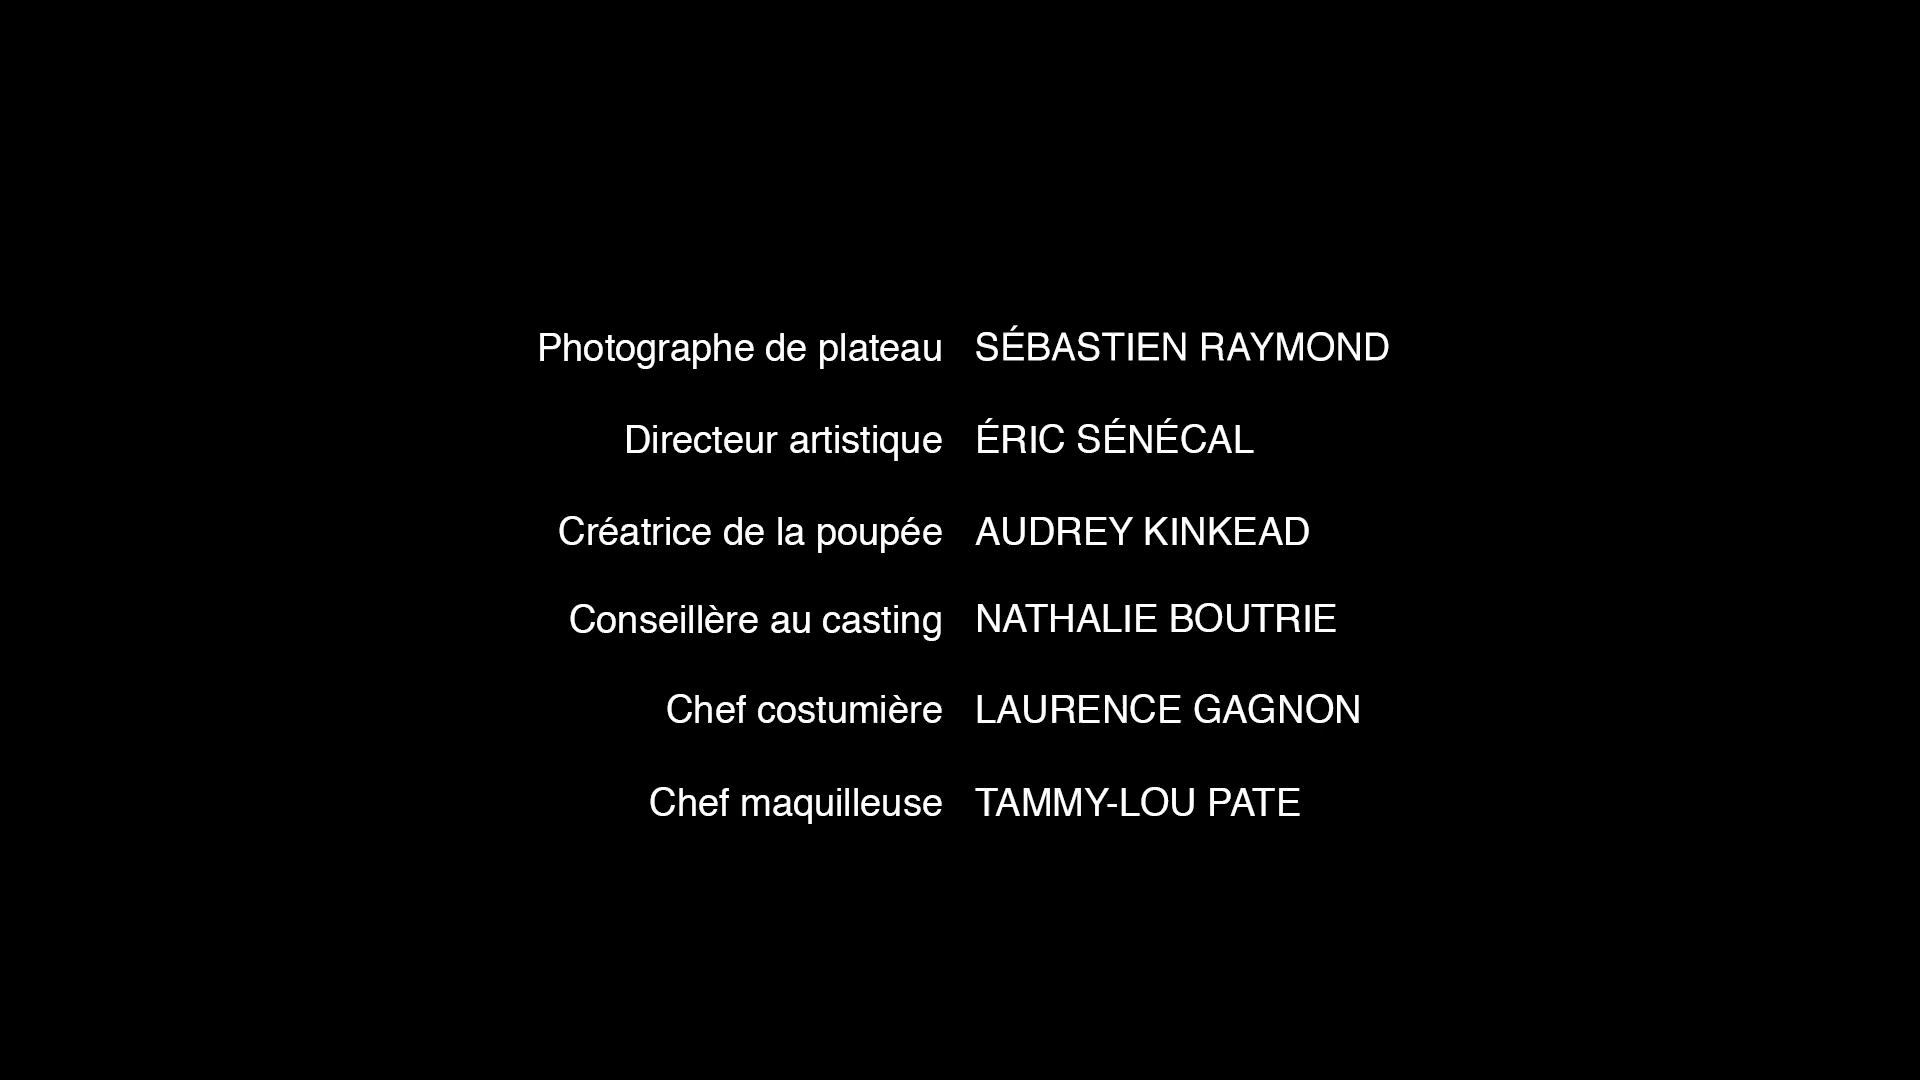 Photographe de plateau SÉBASTIEN RAYMOND
Directeur artistique ÉRIC SÉNÉCAL
Créatrice de la poupée AUDREY KINKEAD
Conseillère au casting NATHALIE BOUTRIE
Chef costumière LAURENCE GAGNON
Chef maquilleuse TAMMY-LOU PATE